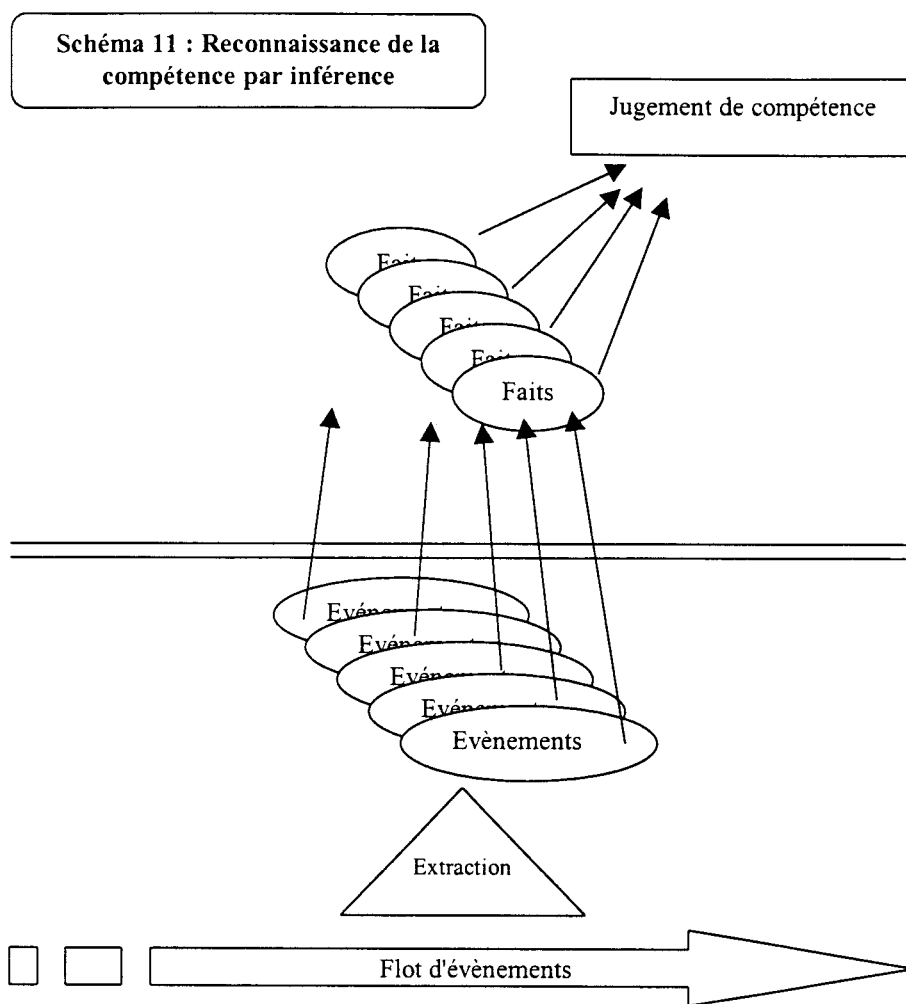 Schéma 11 : Reconnaissance de la
compétence par inférence
Jugement de compétence
Faits
Evènements
Extraction
Flot d'évènements